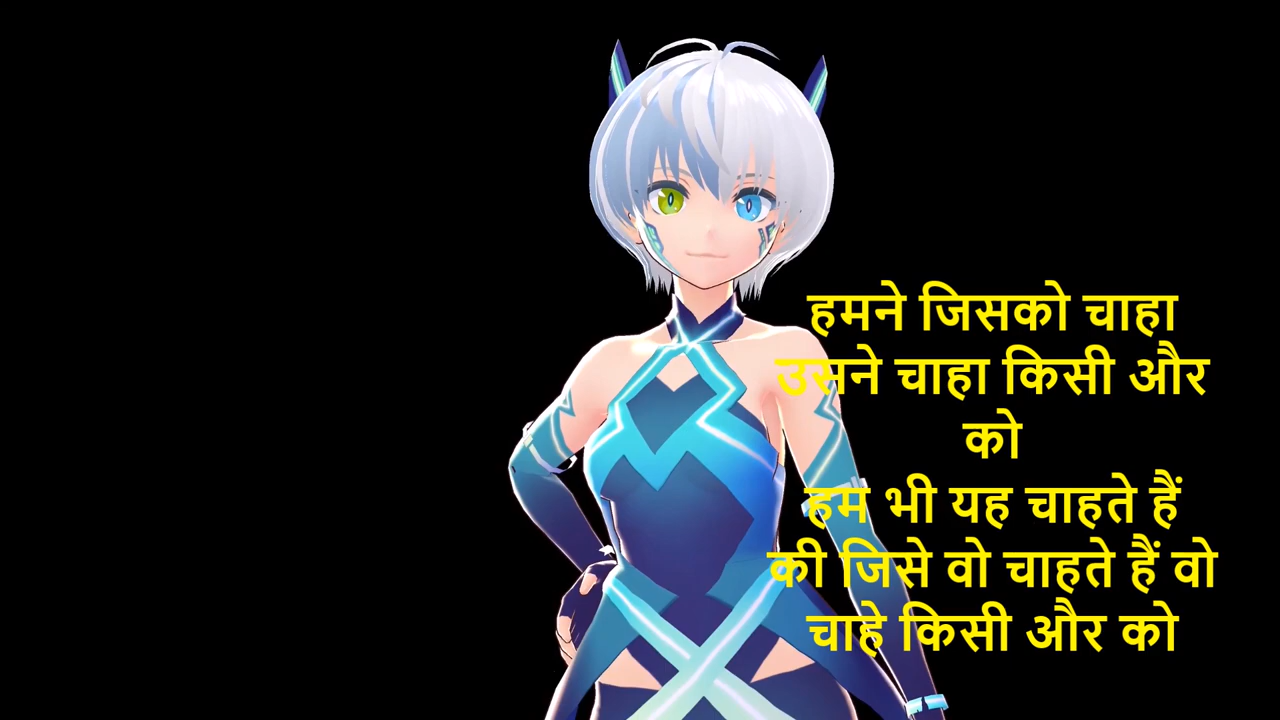 हमने जिसको चाहा
उसने चाहा किसी और
को
हम भी यह चाहते हैं
की जिसे वो चाहते हैं वो
चाहे किसी और को